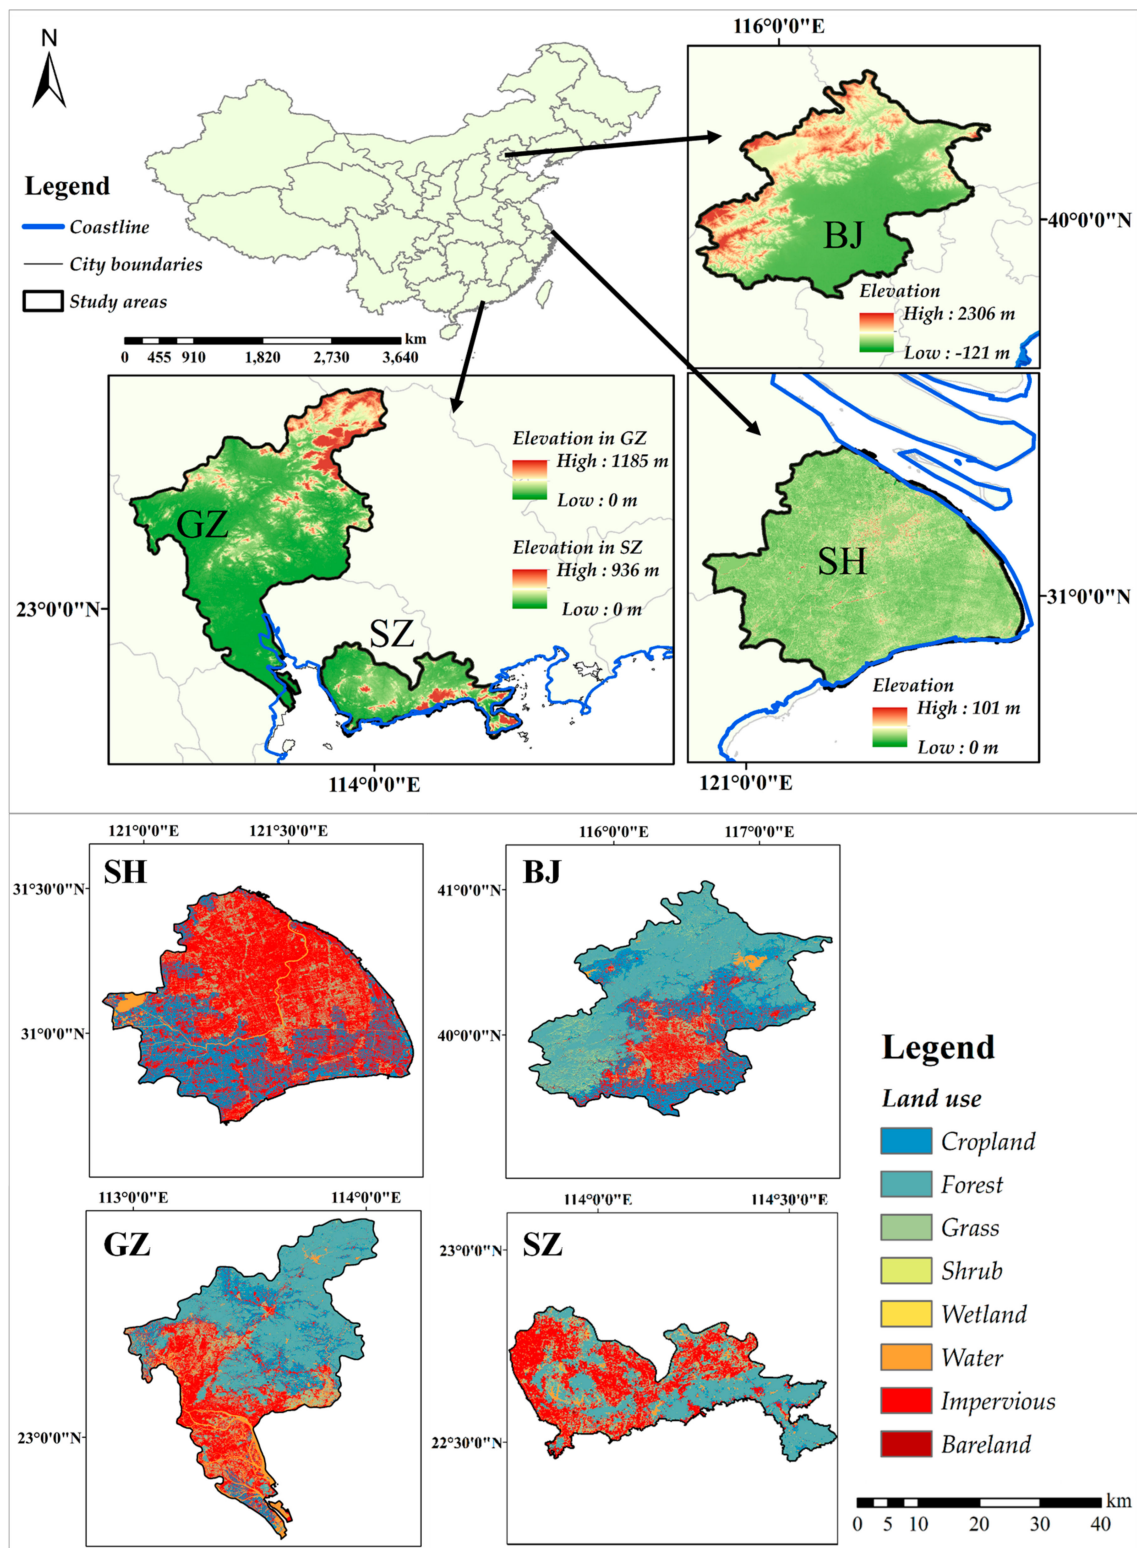 116°0'0"E
N
Legend
Coastline
City boundaries
Study areas
km
0 455 910 1,820 2,730 3,640
BJ
40°0'0"N
Elevation
High : 2306 m
Low : -121 m
Elevation in GZ
High : 1185 m
Low : 0 m
GZ
Elevation in SZ
High : 936 m
Low : 0 m
23°0'0"N
SZ
114°0'0"E
SH
31°0'0"N
Elevation
High : 101 m
Low : 0 m
121°0'0"E
121°0'0"E 121°30'0"E
SH
31°30'0"N
31°0'0"N
116°0'0"E 117°0'0"E
BJ
41°0'0"N
40°0'0"N
113°0'0"E 114°0'0"E
GZ
23°0'0"N
114°0'0"E 114°30'0"E
SZ
23°0'0"N
22°30'0"N
Legend
Land use
Cropland
Forest
Grass
Shrub
Wetland
Water
Impervious
Bareland
km
0 5 10 20 30 40